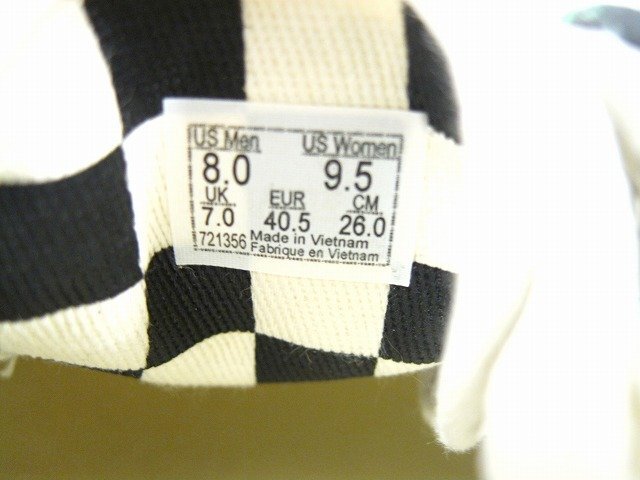 US Men US Women
8.0 9.5
UK EUR CM
7.0 40.5 26.0
721356 Made in Vietnam
Fabrique en Vietnam